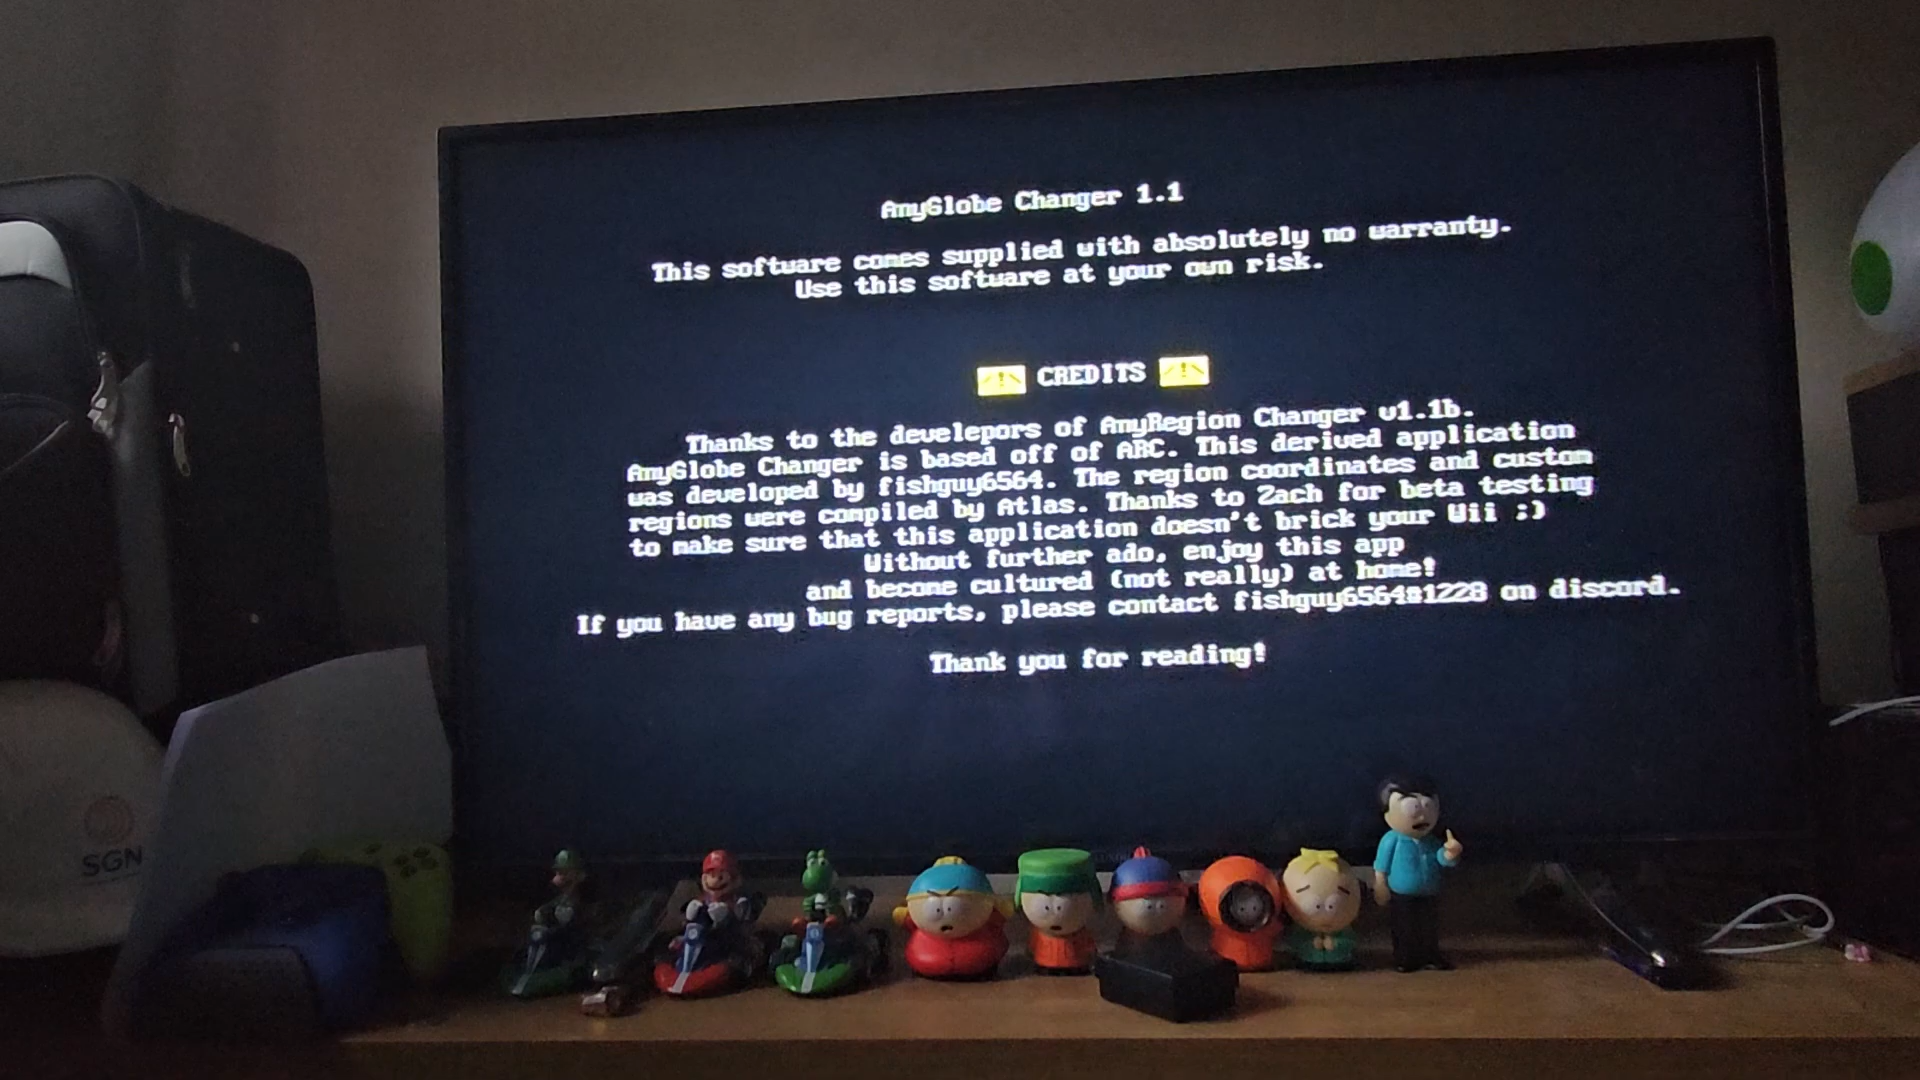 AnyGlobe Changer 1.1
This software comes supplied with absolutely no warranty.
Use this software at your own risk.
CREDITS
Thanks to the develepors of AnyRegion Changer v1.1b.
AnyGlobe Changer is based off of ARC. This derived application
was developed by fishguy6564. The region coordinates and custom
regions were compiled by Atlas. Thanks to Zach for beta testing
to make sure that this application doesn't brick your Wii ;)
Without further ado, enjoy this app
and become cultured (not really) at home!
If you have any bug reports, please contact fishguy6564#1228 on discord.
Thank you for reading!
SGN